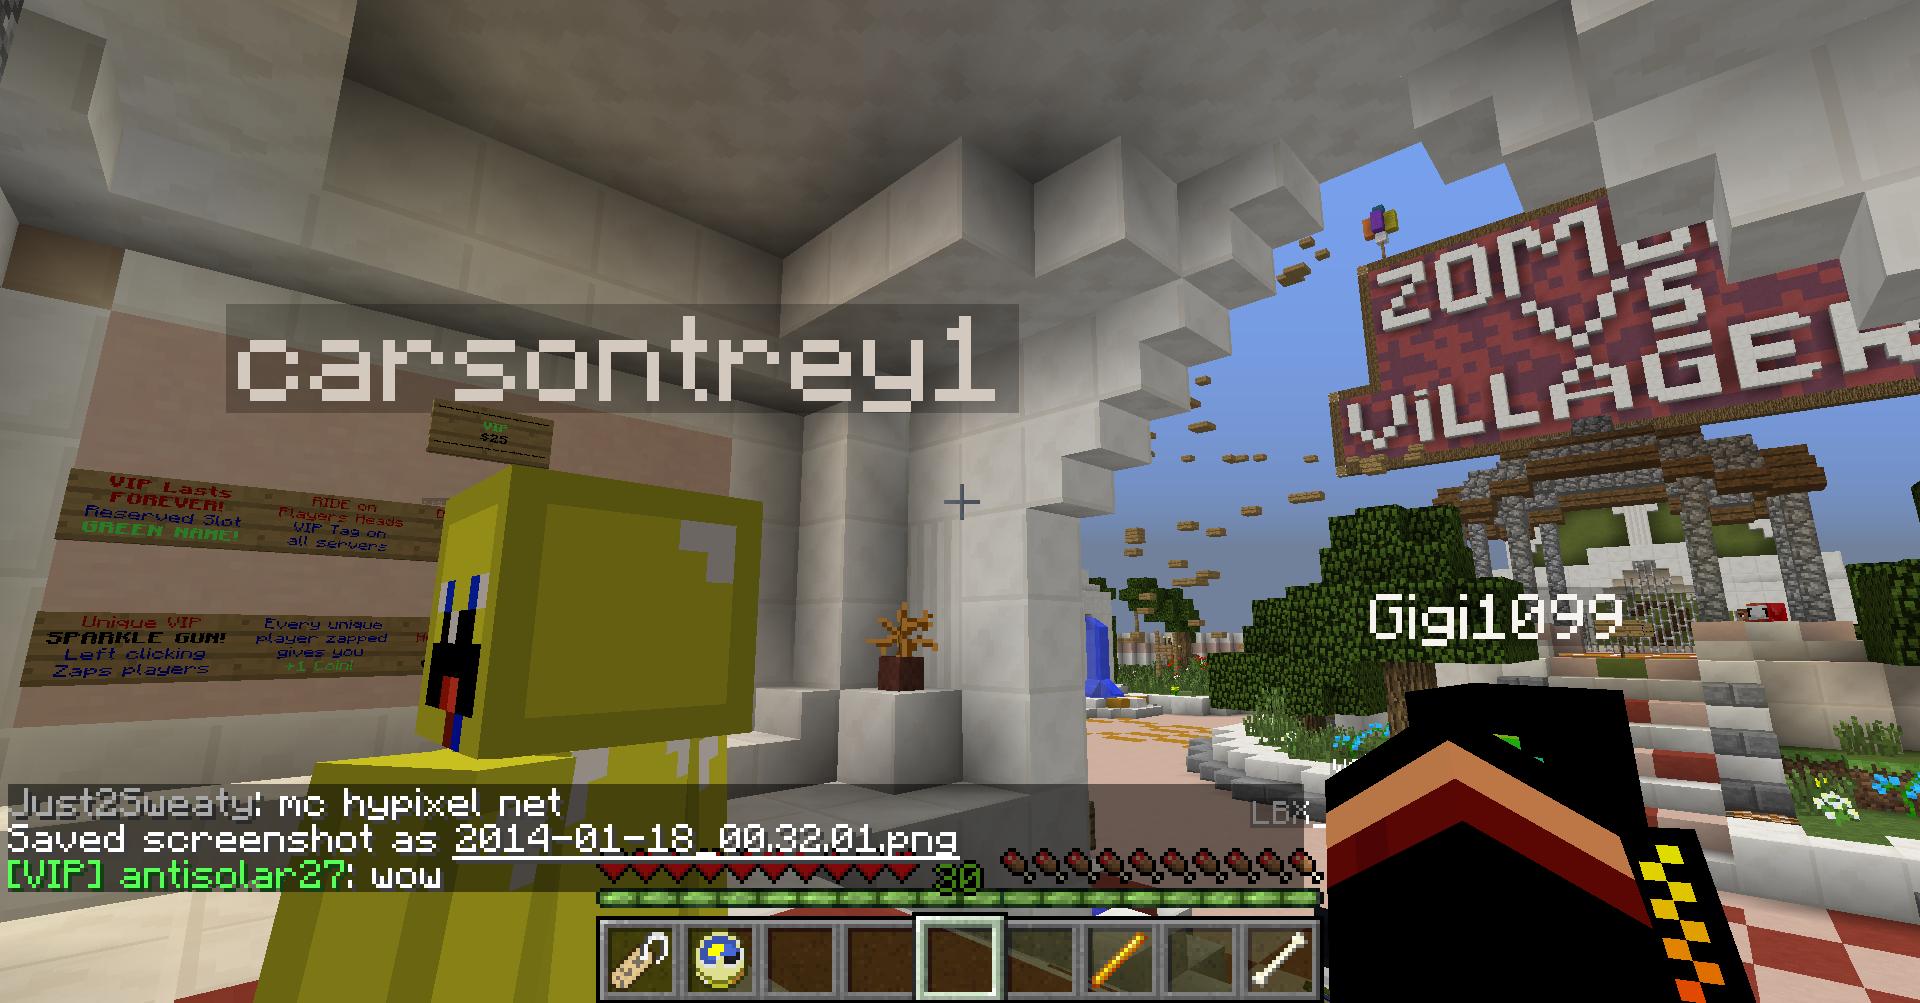 ZOMB
VS
ViLLAGER
carsontrey1
VIP
$25
VIP Lasts
FOREVER!
Reserved Slot
GREEN NAME!
RIDE on
Players Heads
VIP Tag on
all servers
Unique VIP
SPARKLE GUN!
Left clicking
Zaps players
Every unique
player zapped
gives you
+1 Coin!
Gigi1099
LBX_
Just2Sweaty: mc hypixel net
Saved screenshot as 2014-01-18_00.32.01.png
[VIP] antisolar27: wow
30